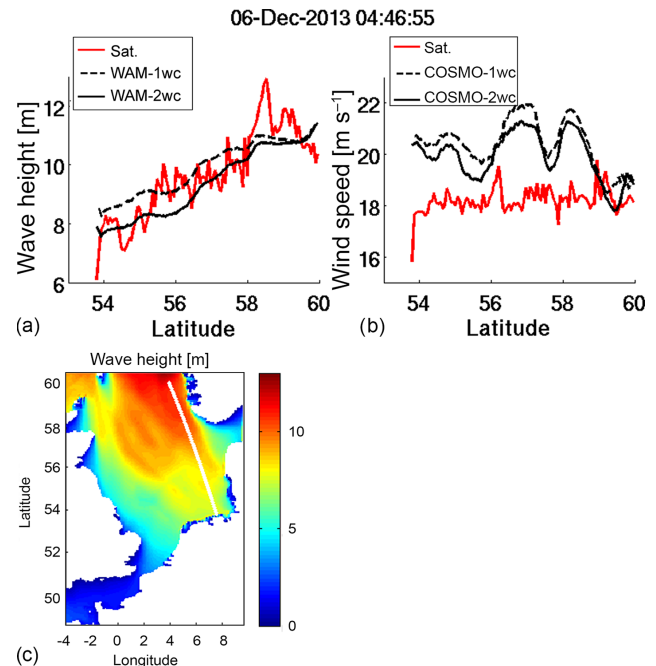 06-Dec-2013 04:46:55
Sat.
WAM-1wc
WAM-2wc
Wave height [m]
12
10
8
6
54
56
58
60
Latitude
(a)
Sat.
COSMO-1wc
COSMO-2wc
Wind speed [m s⁻¹]
22
20
18
16
54
55
56
57
58
59
60
Latitude
(b)
Wave height [m]
Latitude
60
58
56
54
52
50
-4
-2
0
2
4
6
8
Longitude
10
5
0
(c)